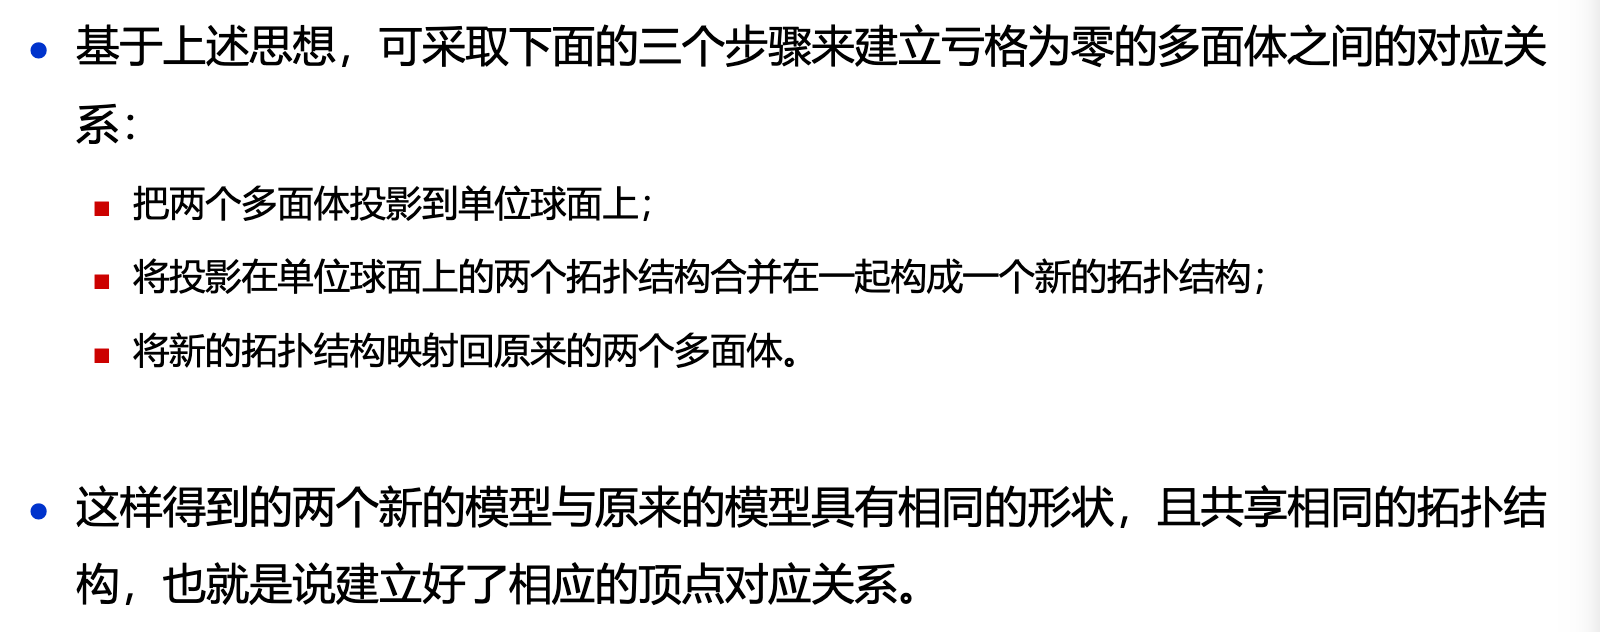 • 基于上述思想，可采取下面的三个步骤来建立亏格为零的多面体之间的对应关
系：
▪ 把两个多面体投影到单位球面上；
▪ 将投影在单位球面上的两个拓扑结构合并在一起构成一个新的拓扑结构；
▪ 将新的拓扑结构映射回原来的两个多面体。
• 这样得到的两个新的模型与原来的模型具有相同的形状，且共享相同的拓扑结
构，也就是说建立好了相应的顶点对应关系。